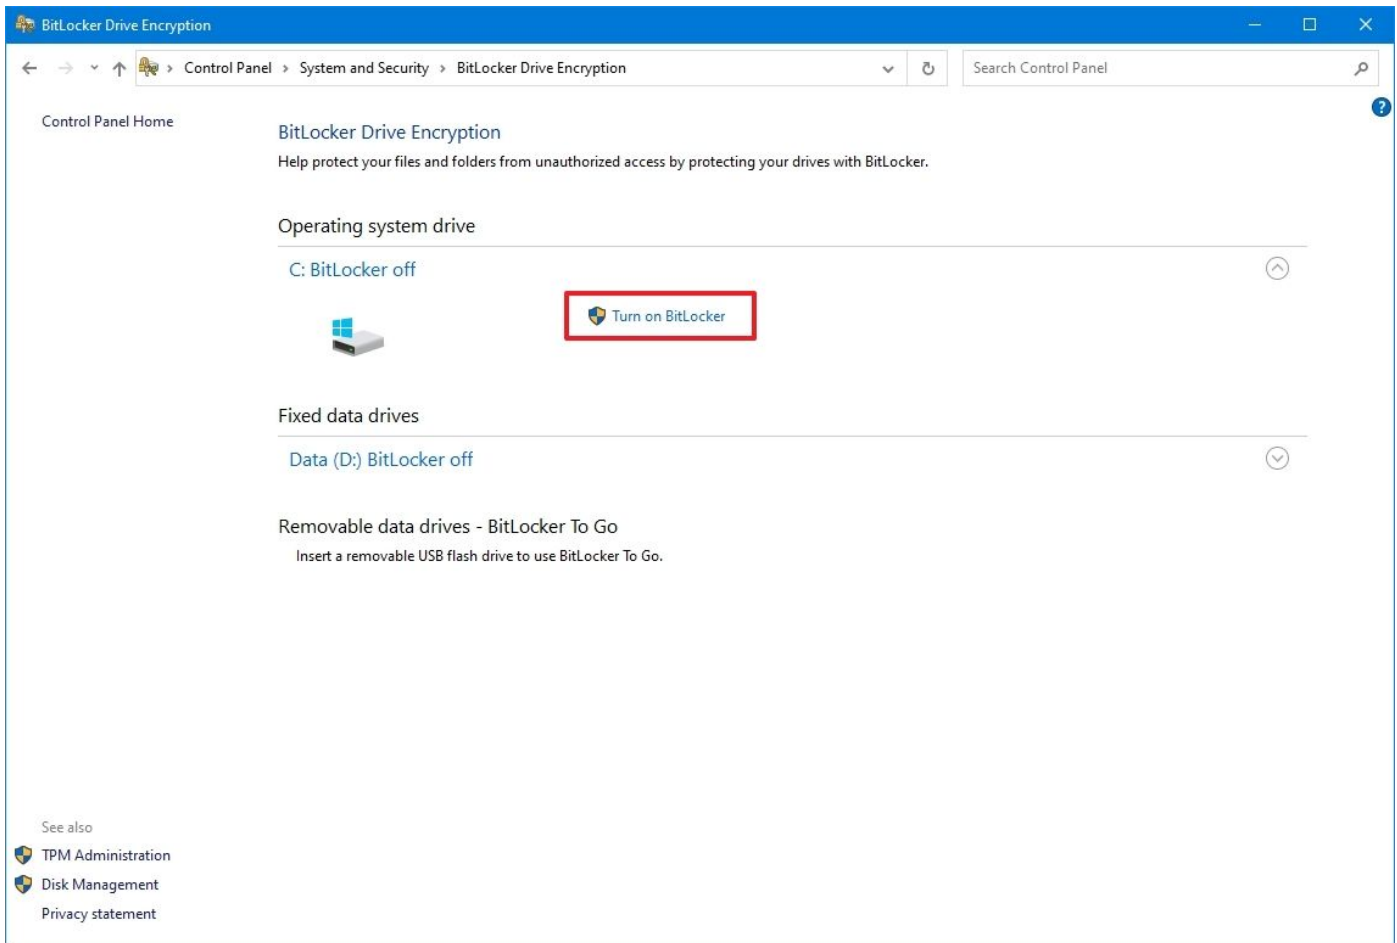 BitLocker Drive Encryption
Control Panel > System and Security > BitLocker Drive Encryption
Search Control Panel
?
Control Panel Home
BitLocker Drive Encryption
Help protect your files and folders from unauthorized access by protecting your drives with BitLocker.
Operating system drive
C: BitLocker off
Turn on BitLocker
Fixed data drives
Data (D:) BitLocker off
Removable data drives - BitLocker To Go
Insert a removable USB flash drive to use BitLocker To Go.
See also
TPM Administration
Disk Management
Privacy statement